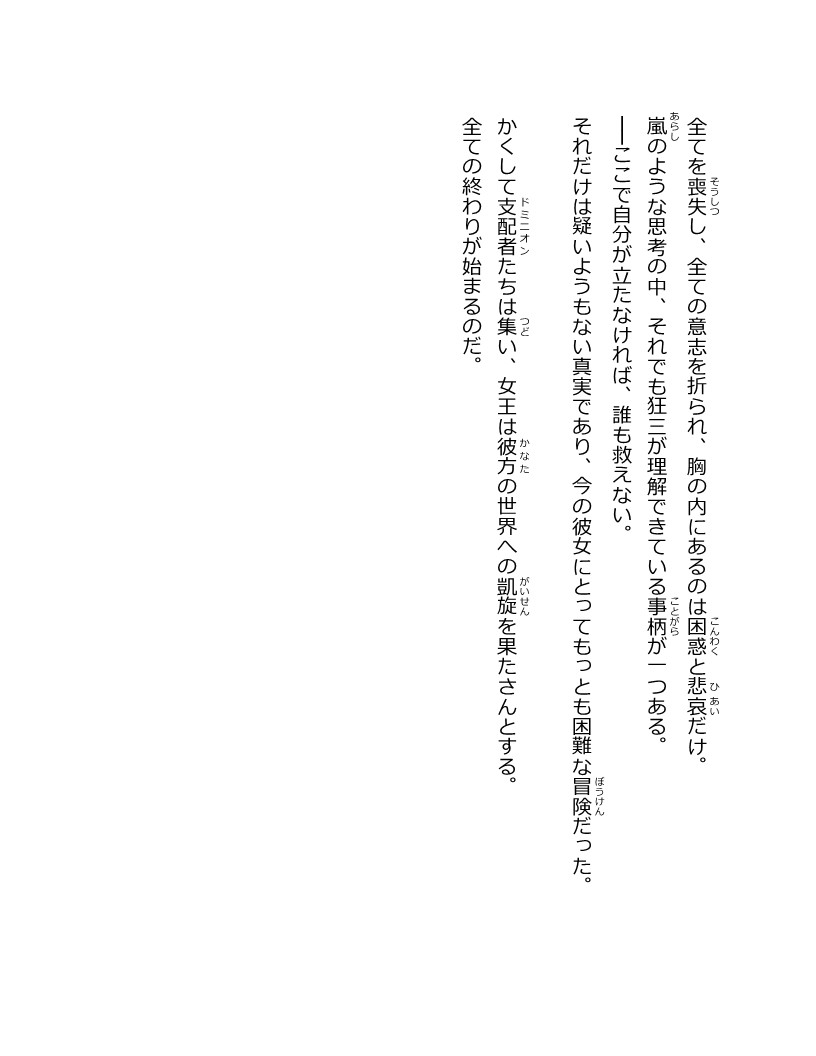 全てを喪失し、全ての意志を折られ、胸の内にあるのは困惑と悲哀だけ。
嵐のような思考の中、それでも狂三が理解できている事柄が一つある。
──ここで自分が立たなければ、誰も救えない。
それだけは疑いようもない真実であり、今の彼女にとってもっとも困難な冒険だった。
かくして支配者たちは集い、女王は彼方の世界への凱旋を果たさんとする。
全ての終わりが始まるのだ。